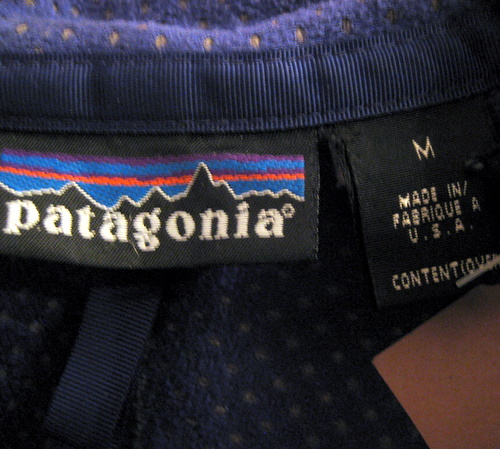 patagonia®
M
MADE IN/
FABRIQUE A
U.S.A.